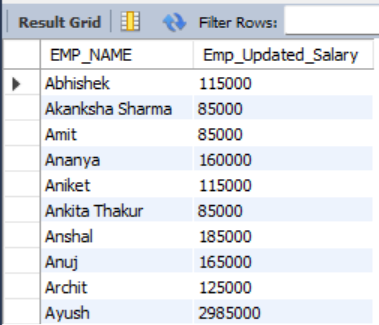 Result Grid Filter Rows:
EMP_NAME Emp_Updated_Salary
Abhishek 115000
Akanksha Sharma 85000
Amit 85000
Ananya 160000
Aniket 115000
Ankita Thakur 85000
Anshal 185000
Anuj 165000
Archit 125000
Ayush 2985000